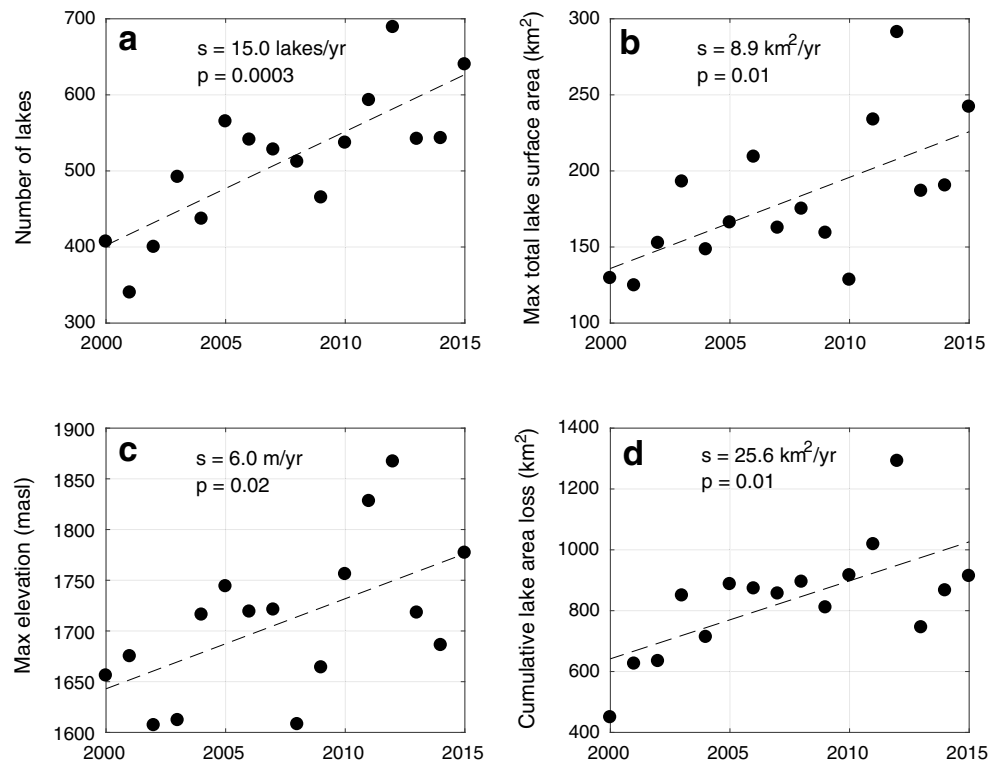 a
s = 15.0 lakes/yr
p = 0.0003
Number of lakes
700
600
500
400
300
2000
2005
2010
2015
b
s = 8.9 km²/yr
p = 0.01
Max total lake surface area (km²)
300
250
200
150
100
2000
2005
2010
2015
c
s = 6.0 m/yr
p = 0.02
Max elevation (masl)
1900
1850
1800
1750
1700
1650
1600
2000
2005
2010
2015
d
s = 25.6 km²/yr
p = 0.01
Cumulative lake area loss (km²)
1400
1200
1000
800
600
400
2000
2005
2010
2015